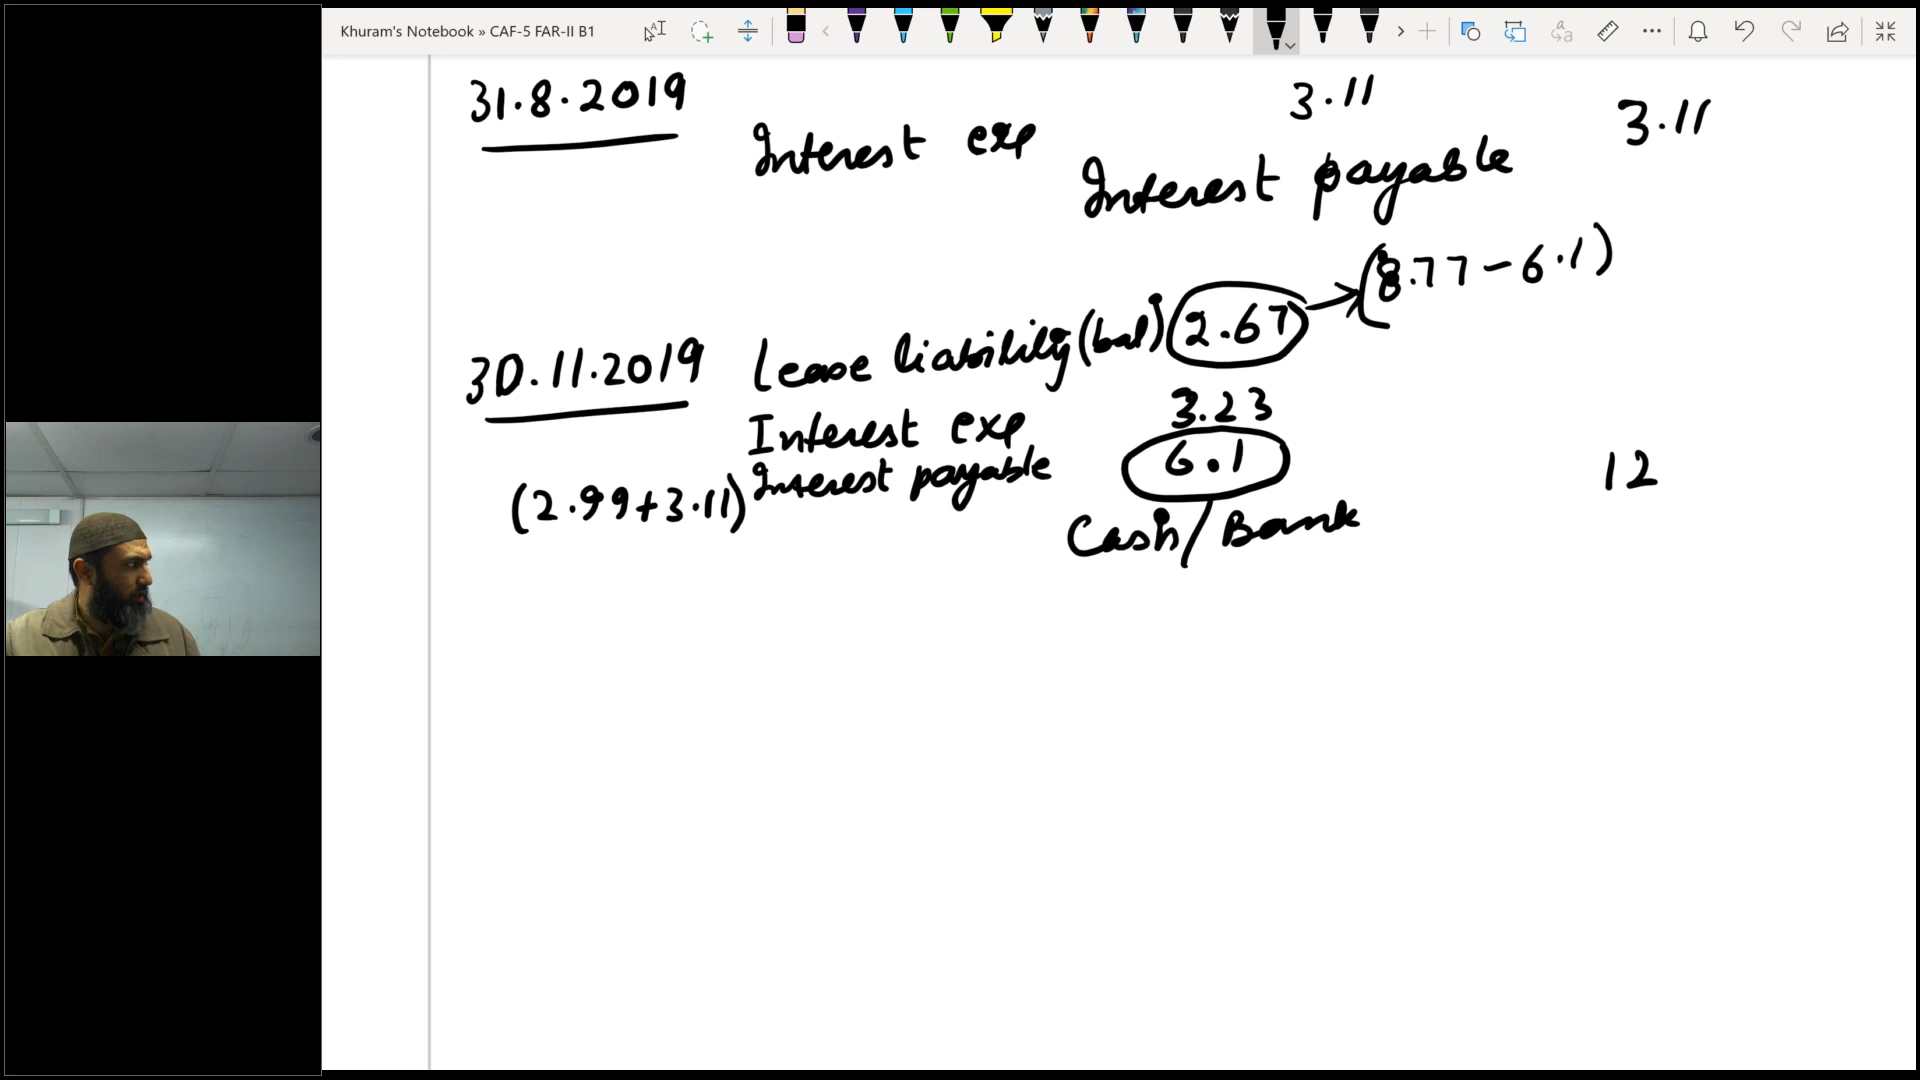 Khuram's Notebook » CAF-5 FAR-II B1
31.8.2019 Interest exp 3.11
Interest payable 3.11
30.11.2019 Lease liability (bal) 2.67 → (8.77-6.1)
Interest exp 3.23
(2.99+3.11) Interest payable 6.1
Cash/Bank 12